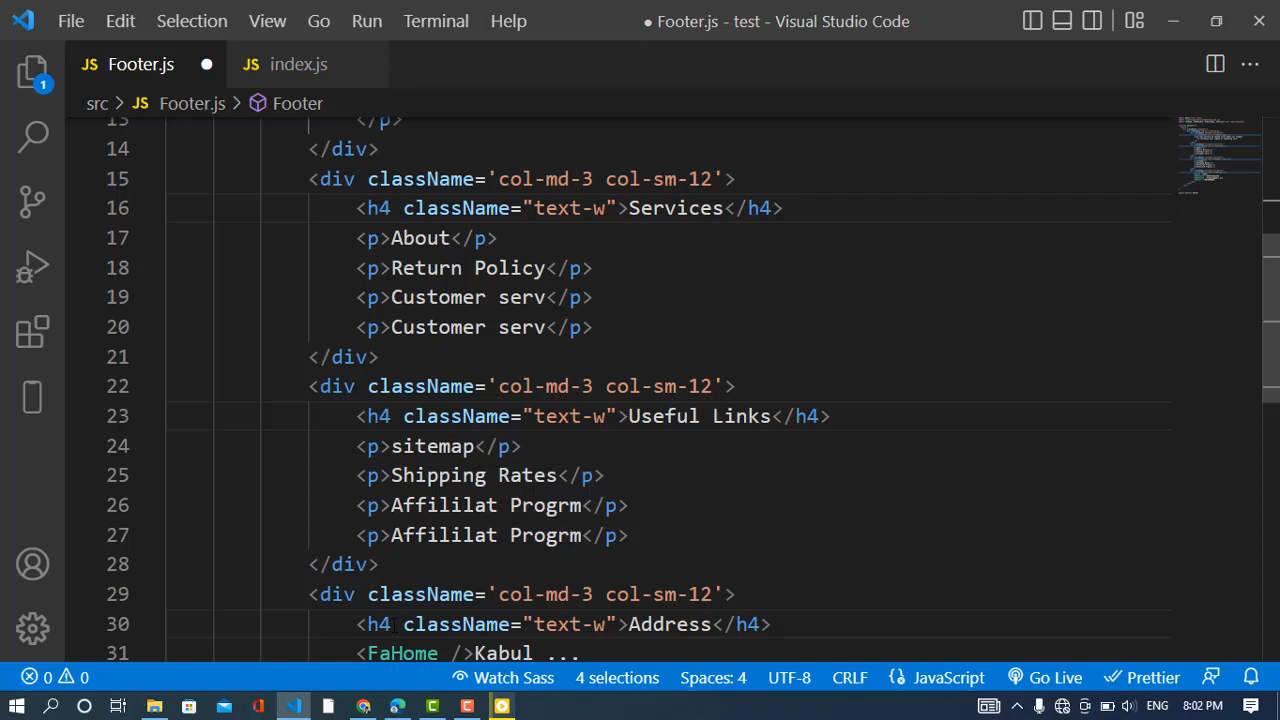 File Edit Selection View Go Run Terminal Help ● Footer.js - test - Visual Studio Code
JS Footer.js ● JS index.js
1
src > JS Footer.js > Footer
13 </p>
14 </div>
15 <div className='col-md-3 col-sm-12'>
16 <h4 className="text-w">Services</h4>
17 <p>About</p>
18 <p>Return Policy</p>
19 <p>Customer serv</p>
20 <p>Customer serv</p>
21 </div>
22 <div className='col-md-3 col-sm-12'>
23 <h4 className="text-w">Useful Links</h4>
24 <p>sitemap</p>
25 <p>Shipping Rates</p>
26 <p>Affililat Progrm</p>
27 <p>Affililat Progrm</p>
28 </div>
29 <div className='col-md-3 col-sm-12'>
30 <h4 className="text-w">Address</h4>
31 <FaHome />Kabul ...
0 0 Watch Sass 4 selections Spaces: 4 UTF-8 CRLF {} JavaScript Go Live Prettier
8:02 PM